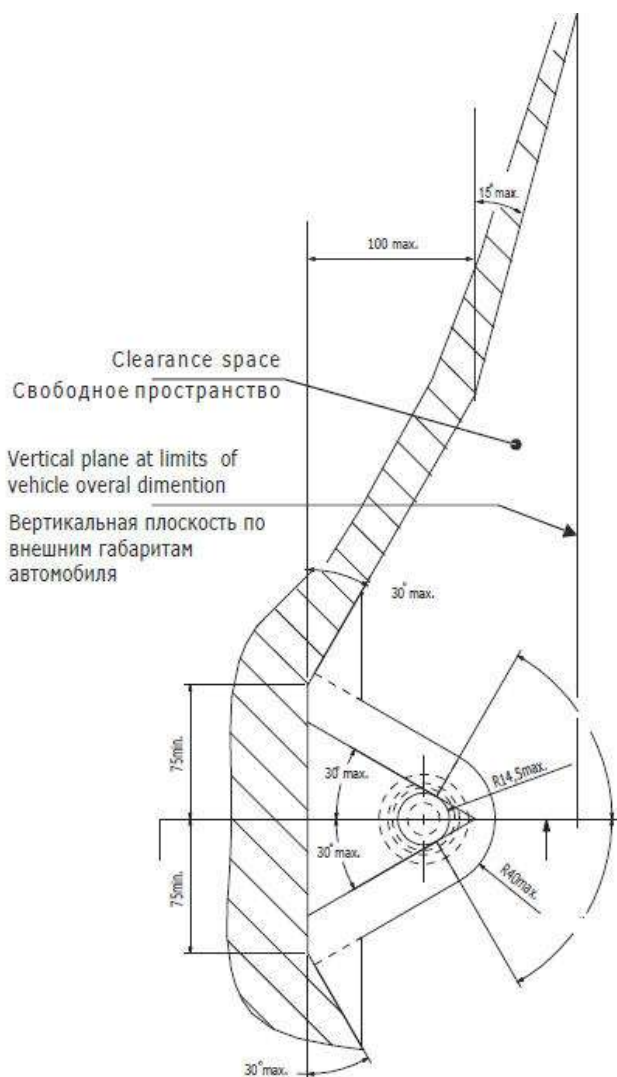 15° max.
100 max.
Clearance space
Свободное пространство
Vertical plane at limits of
vehicle overal dimention
Вертикальная плоскость по
внешним габаритам
автомобиля
30° max.
75min.
30° max.
R14,5max.
30° max.
75min.
R40max.
30° max.